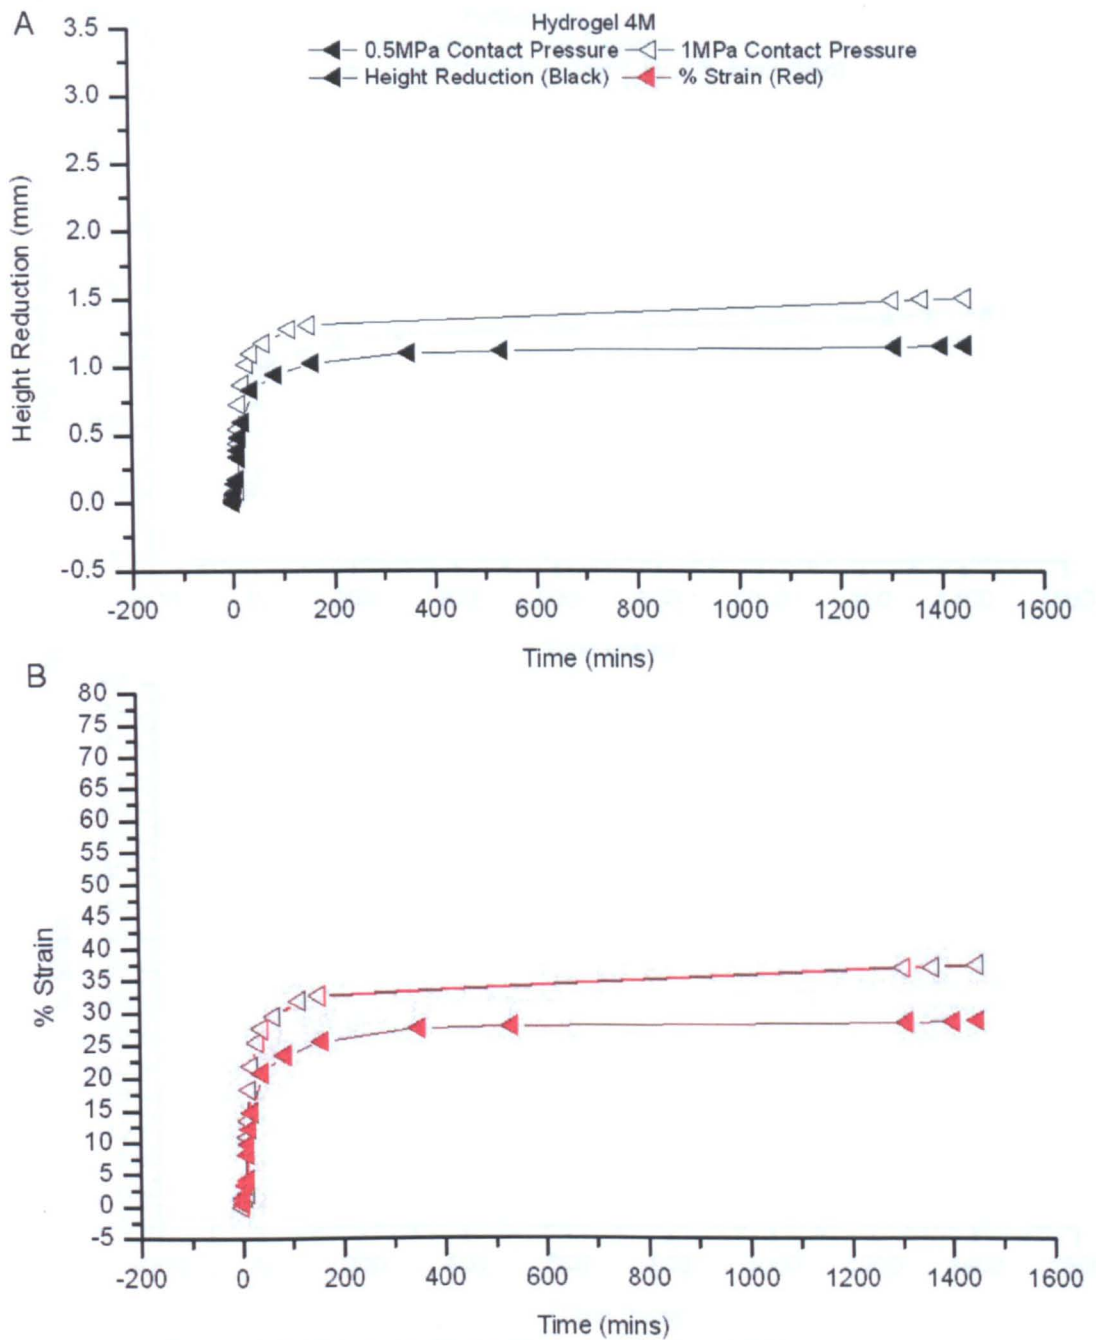 A
Hydrogel 4M
0.5MPa Contact Pressure 1MPa Contact Pressure
Height Reduction (Black) % Strain (Red)
3.5
3.0
2.5
2.0
1.5
1.0
0.5
0.0
-0.5
Height Reduction (mm)
-200 0 200 400 600 800 1000 1200 1400 1600
Time (mins)
B
80
75
70
65
60
55
50
45
40
35
30
25
20
15
10
5
0
-5
% Strain
-200 0 200 400 600 800 1000 1200 1400 1600
Time (mins)